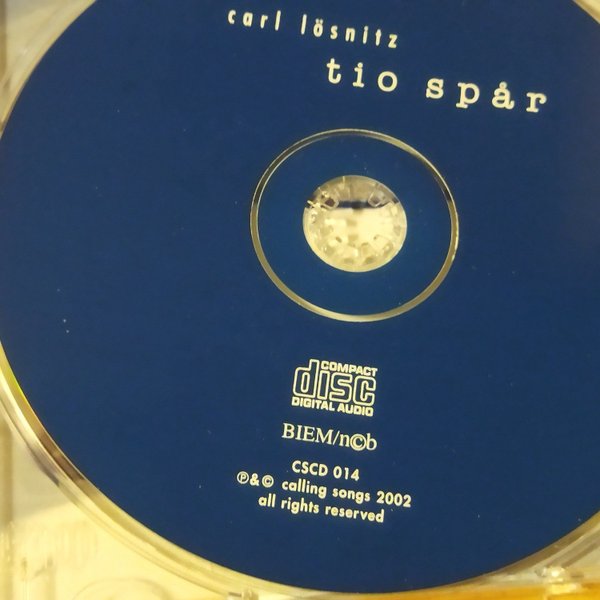 carl lösnitz
tio spår
COMPACT
disc
DIGITAL AUDIO
BIEM/n©b
CSCD 014
℗&© calling songs 2002
all rights reserved